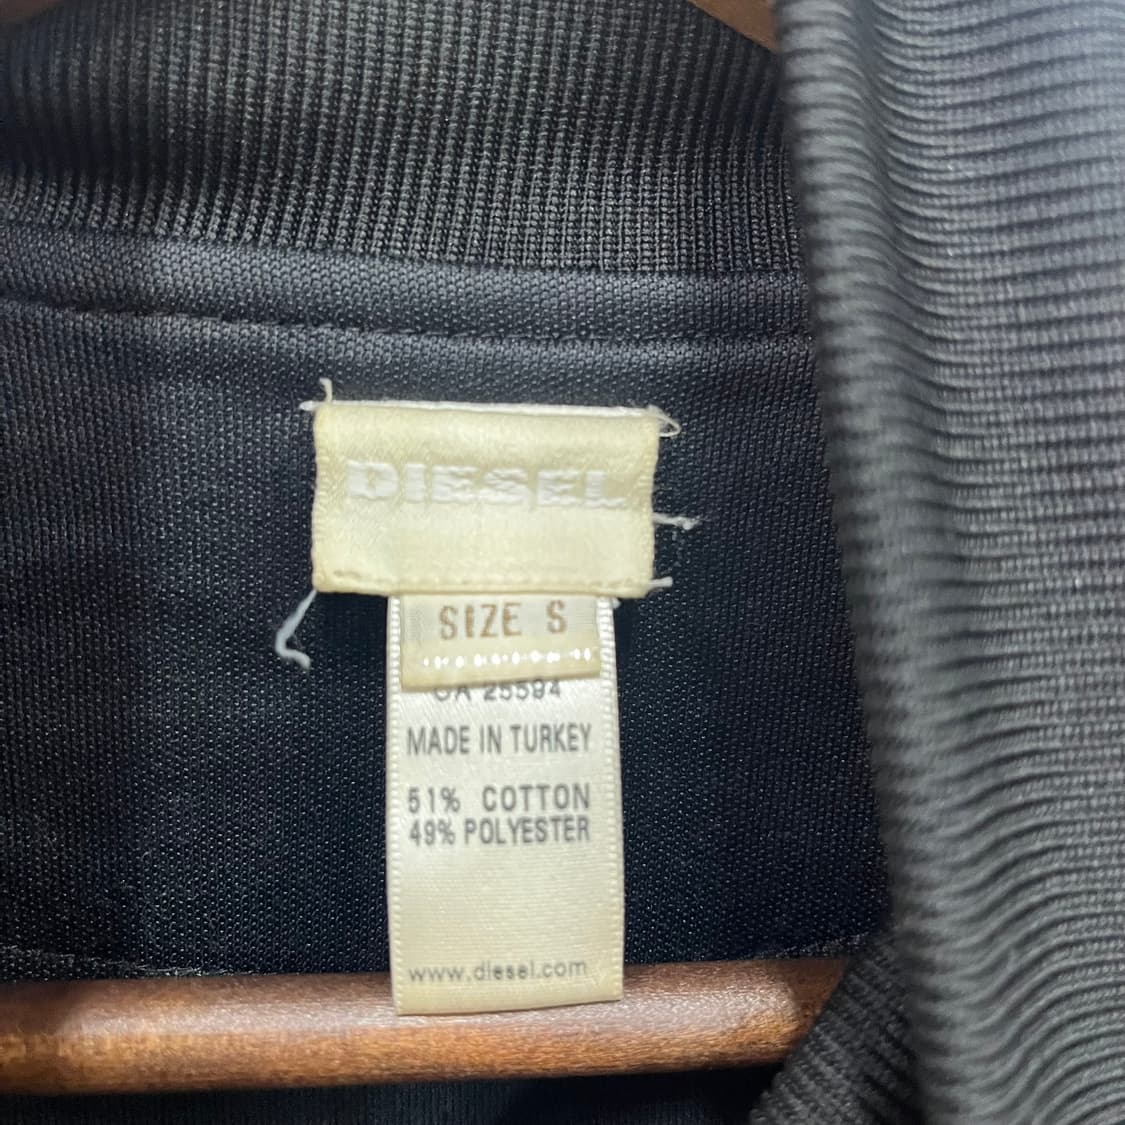 DIESEL
SIZE S
CA 25594
MADE IN TURKEY
51% COTTON
49% POLYESTER
www.diesel.com